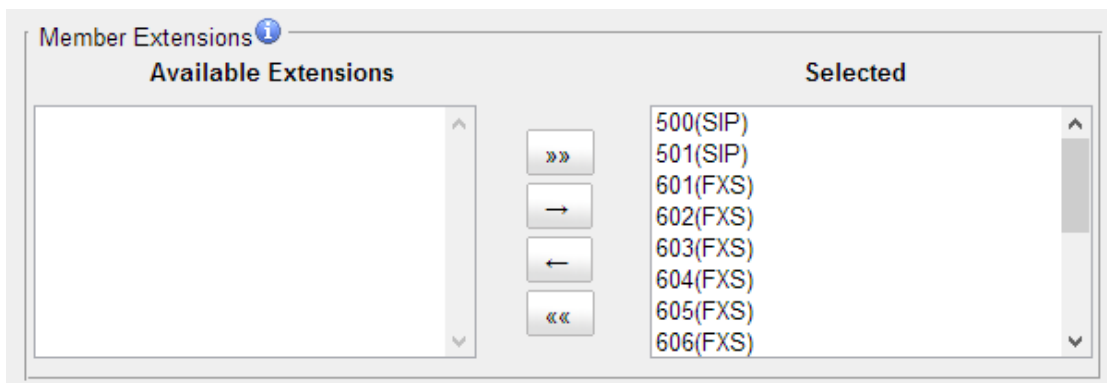 Member Extensions
Available Extensions
Selected
500(SIP)
501(SIP)
601(FXS)
602(FXS)
603(FXS)
604(FXS)
605(FXS)
606(FXS)
»»
→
←
««